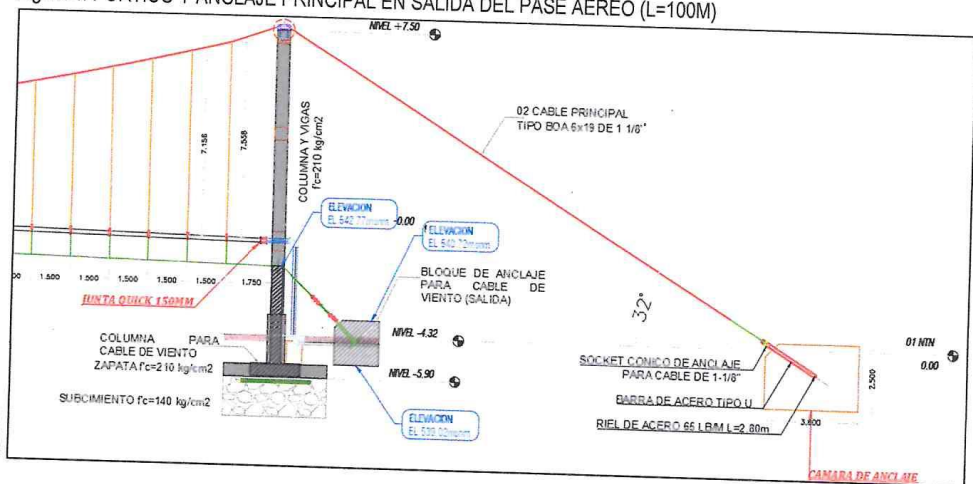 PORTICO Y ANCLAJE PRINCIPAL EN SALIDA DEL PASE AEREO (L=100M)
NIVEL +7.50
02 CABLE PRINCIPAL
TIPO BOA 6x19 DE 1 1/8"
7.156
7.558
COLUMNA Y VIGAS
f'c=210 kg/cm2
ELEVACION
-0.00
ELEVACION
BLOQUE DE ANCLAJE
PARA CABLE DE
VIENTO (SALIDA)
1.500
1.500
1.500
1.500
1.500
1.750
JUNTA QUICK 150MM
32°
COLUMNA PARA
CABLE DE VIENTO
ZAPATA f'c=210 kg/cm2
SUBCIMIENTO f'c=140 kg/cm2
NIVEL -4.32
NIVEL -5.90
ELEVACION
01 NTN
0.00
SOCKET CONICO DE ANCLAJE
PARA CABLE DE 1-1/8"
BARRA DE ACERO TIPO U
RIEL DE ACERO 65 LB/M L=2.80m
2.500
3.600
CAMARA DE ANCLAJE